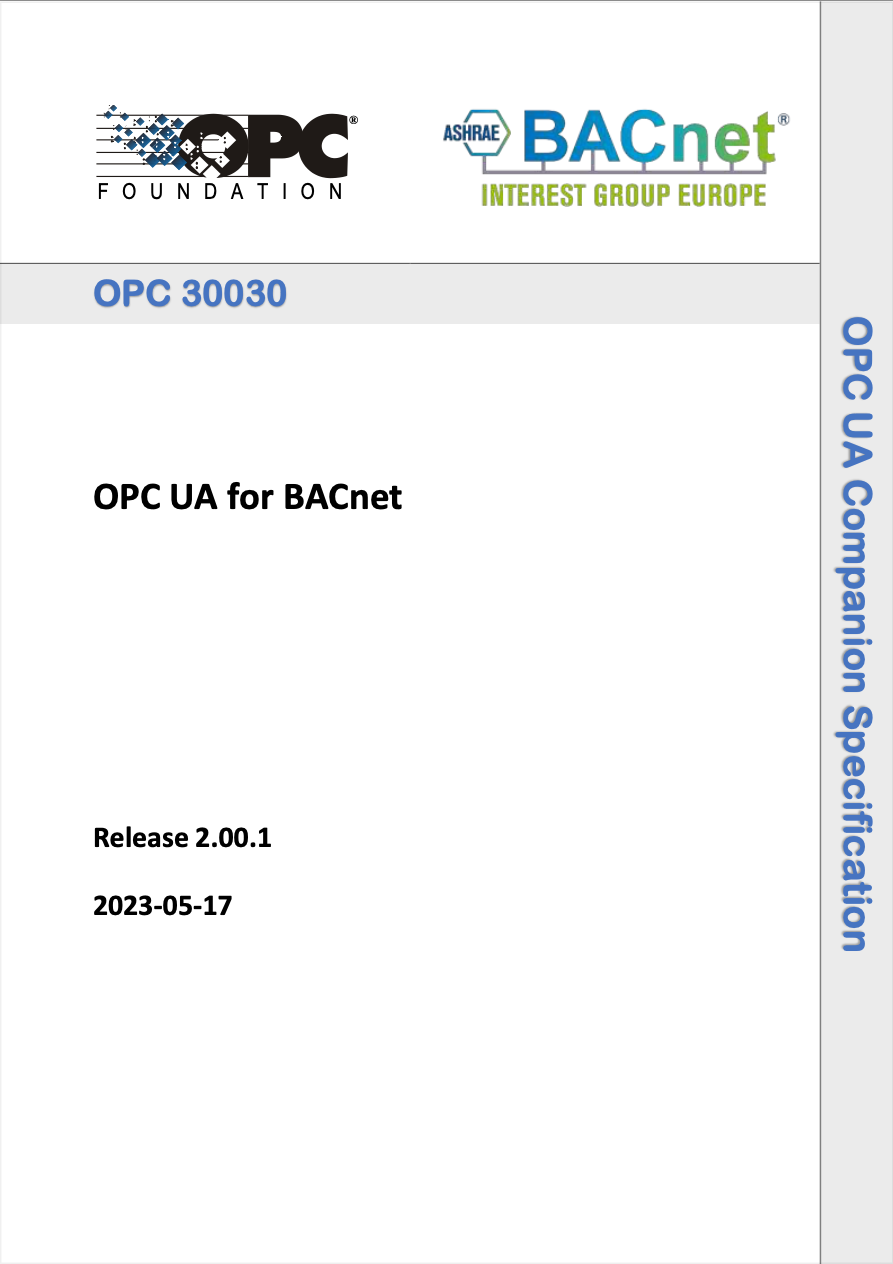 OPC®
FOUNDATION
ASHRAE BACnet®
INTEREST GROUP EUROPE
OPC 30030
OPC UA for BACnet
Release 2.00.1
2023-05-17
OPC UA Companion Specification